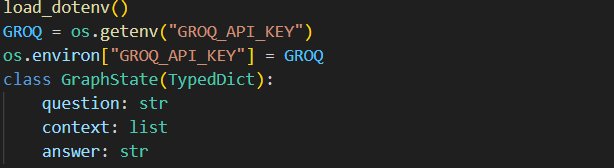 load_dotenv()
GROQ = os.getenv("GROQ_API_KEY")
os.environ["GROQ_API_KEY"] = GROQ
class GraphState(TypedDict):
    question: str
    context: list
    answer: str